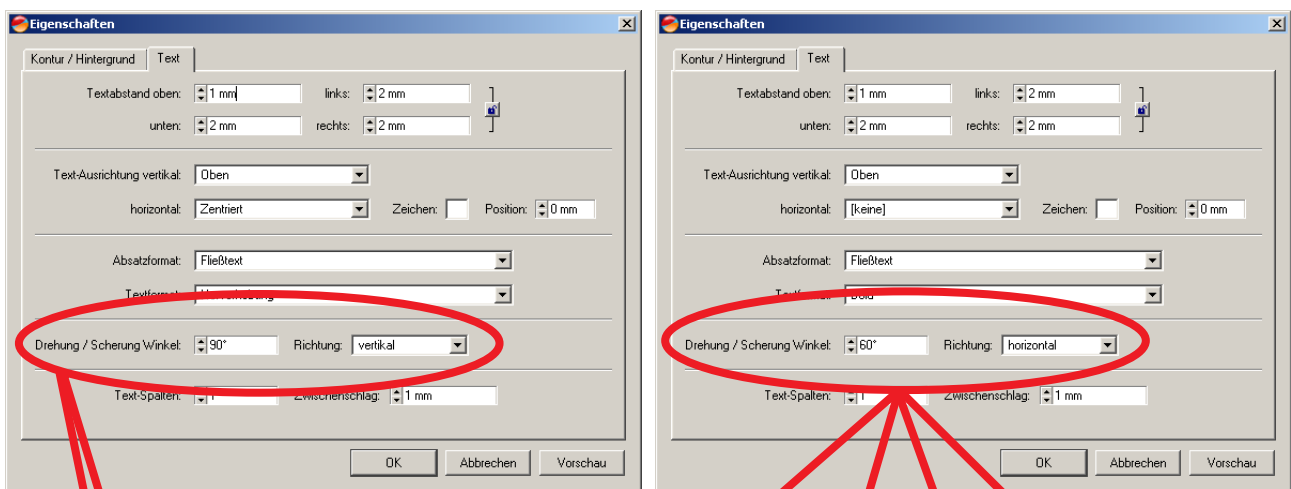 Eigenschaften
Kontur / Hintergrund Text
Textabstand oben: 1 mm links: 2 mm
unten: 2 mm rechts: 2 mm
Text-Ausrichtung vertikal: Oben
horizontal: Zentriert Zeichen: Position: 0 mm
Absatzformat: Fließtext
Textformat:
Drehung / Scherung Winkel: 90° Richtung: vertikal
Text-Spalten: 1 Zwischenschlag: 1 mm
OK Abbrechen Vorschau
Eigenschaften
Kontur / Hintergrund Text
Textabstand oben: 1 mm links: 2 mm
unten: 2 mm rechts: 2 mm
Text-Ausrichtung vertikal: Oben
horizontal: [keine] Zeichen: Position: 0 mm
Absatzformat: Fließtext
Textformat:
Drehung / Scherung Winkel: 60° Richtung: horizontal
Text-Spalten: 1 Zwischenschlag: 1 mm
OK Abbrechen Vorschau